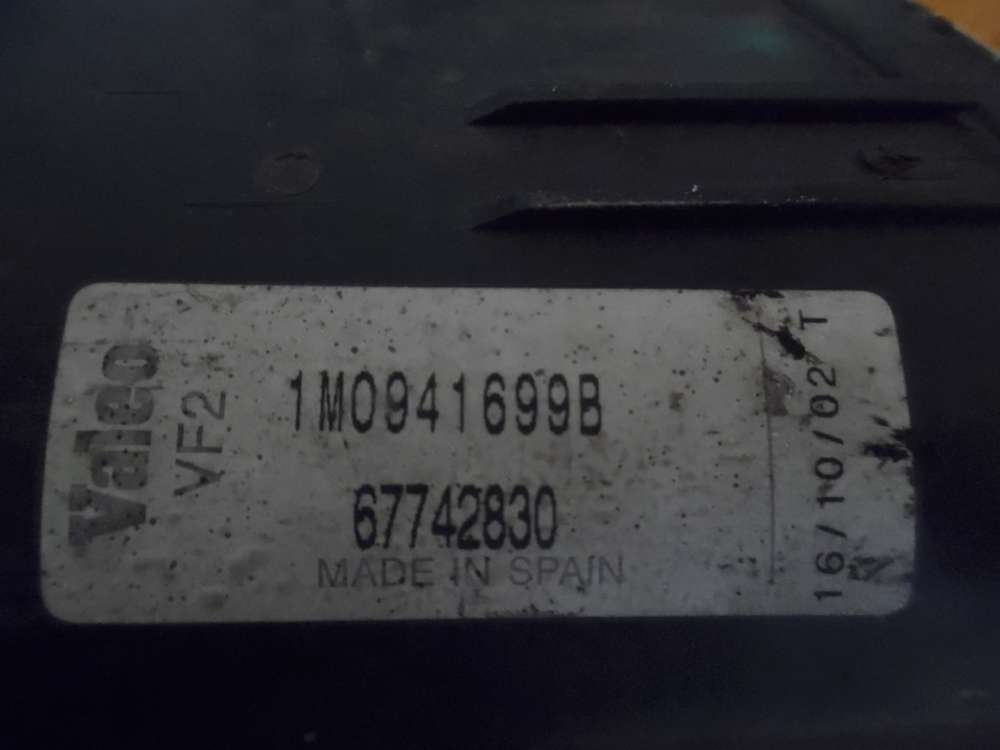 Valeo
VF2
1M0941699B
67742830
MADE IN SPAIN
16/10/02 T